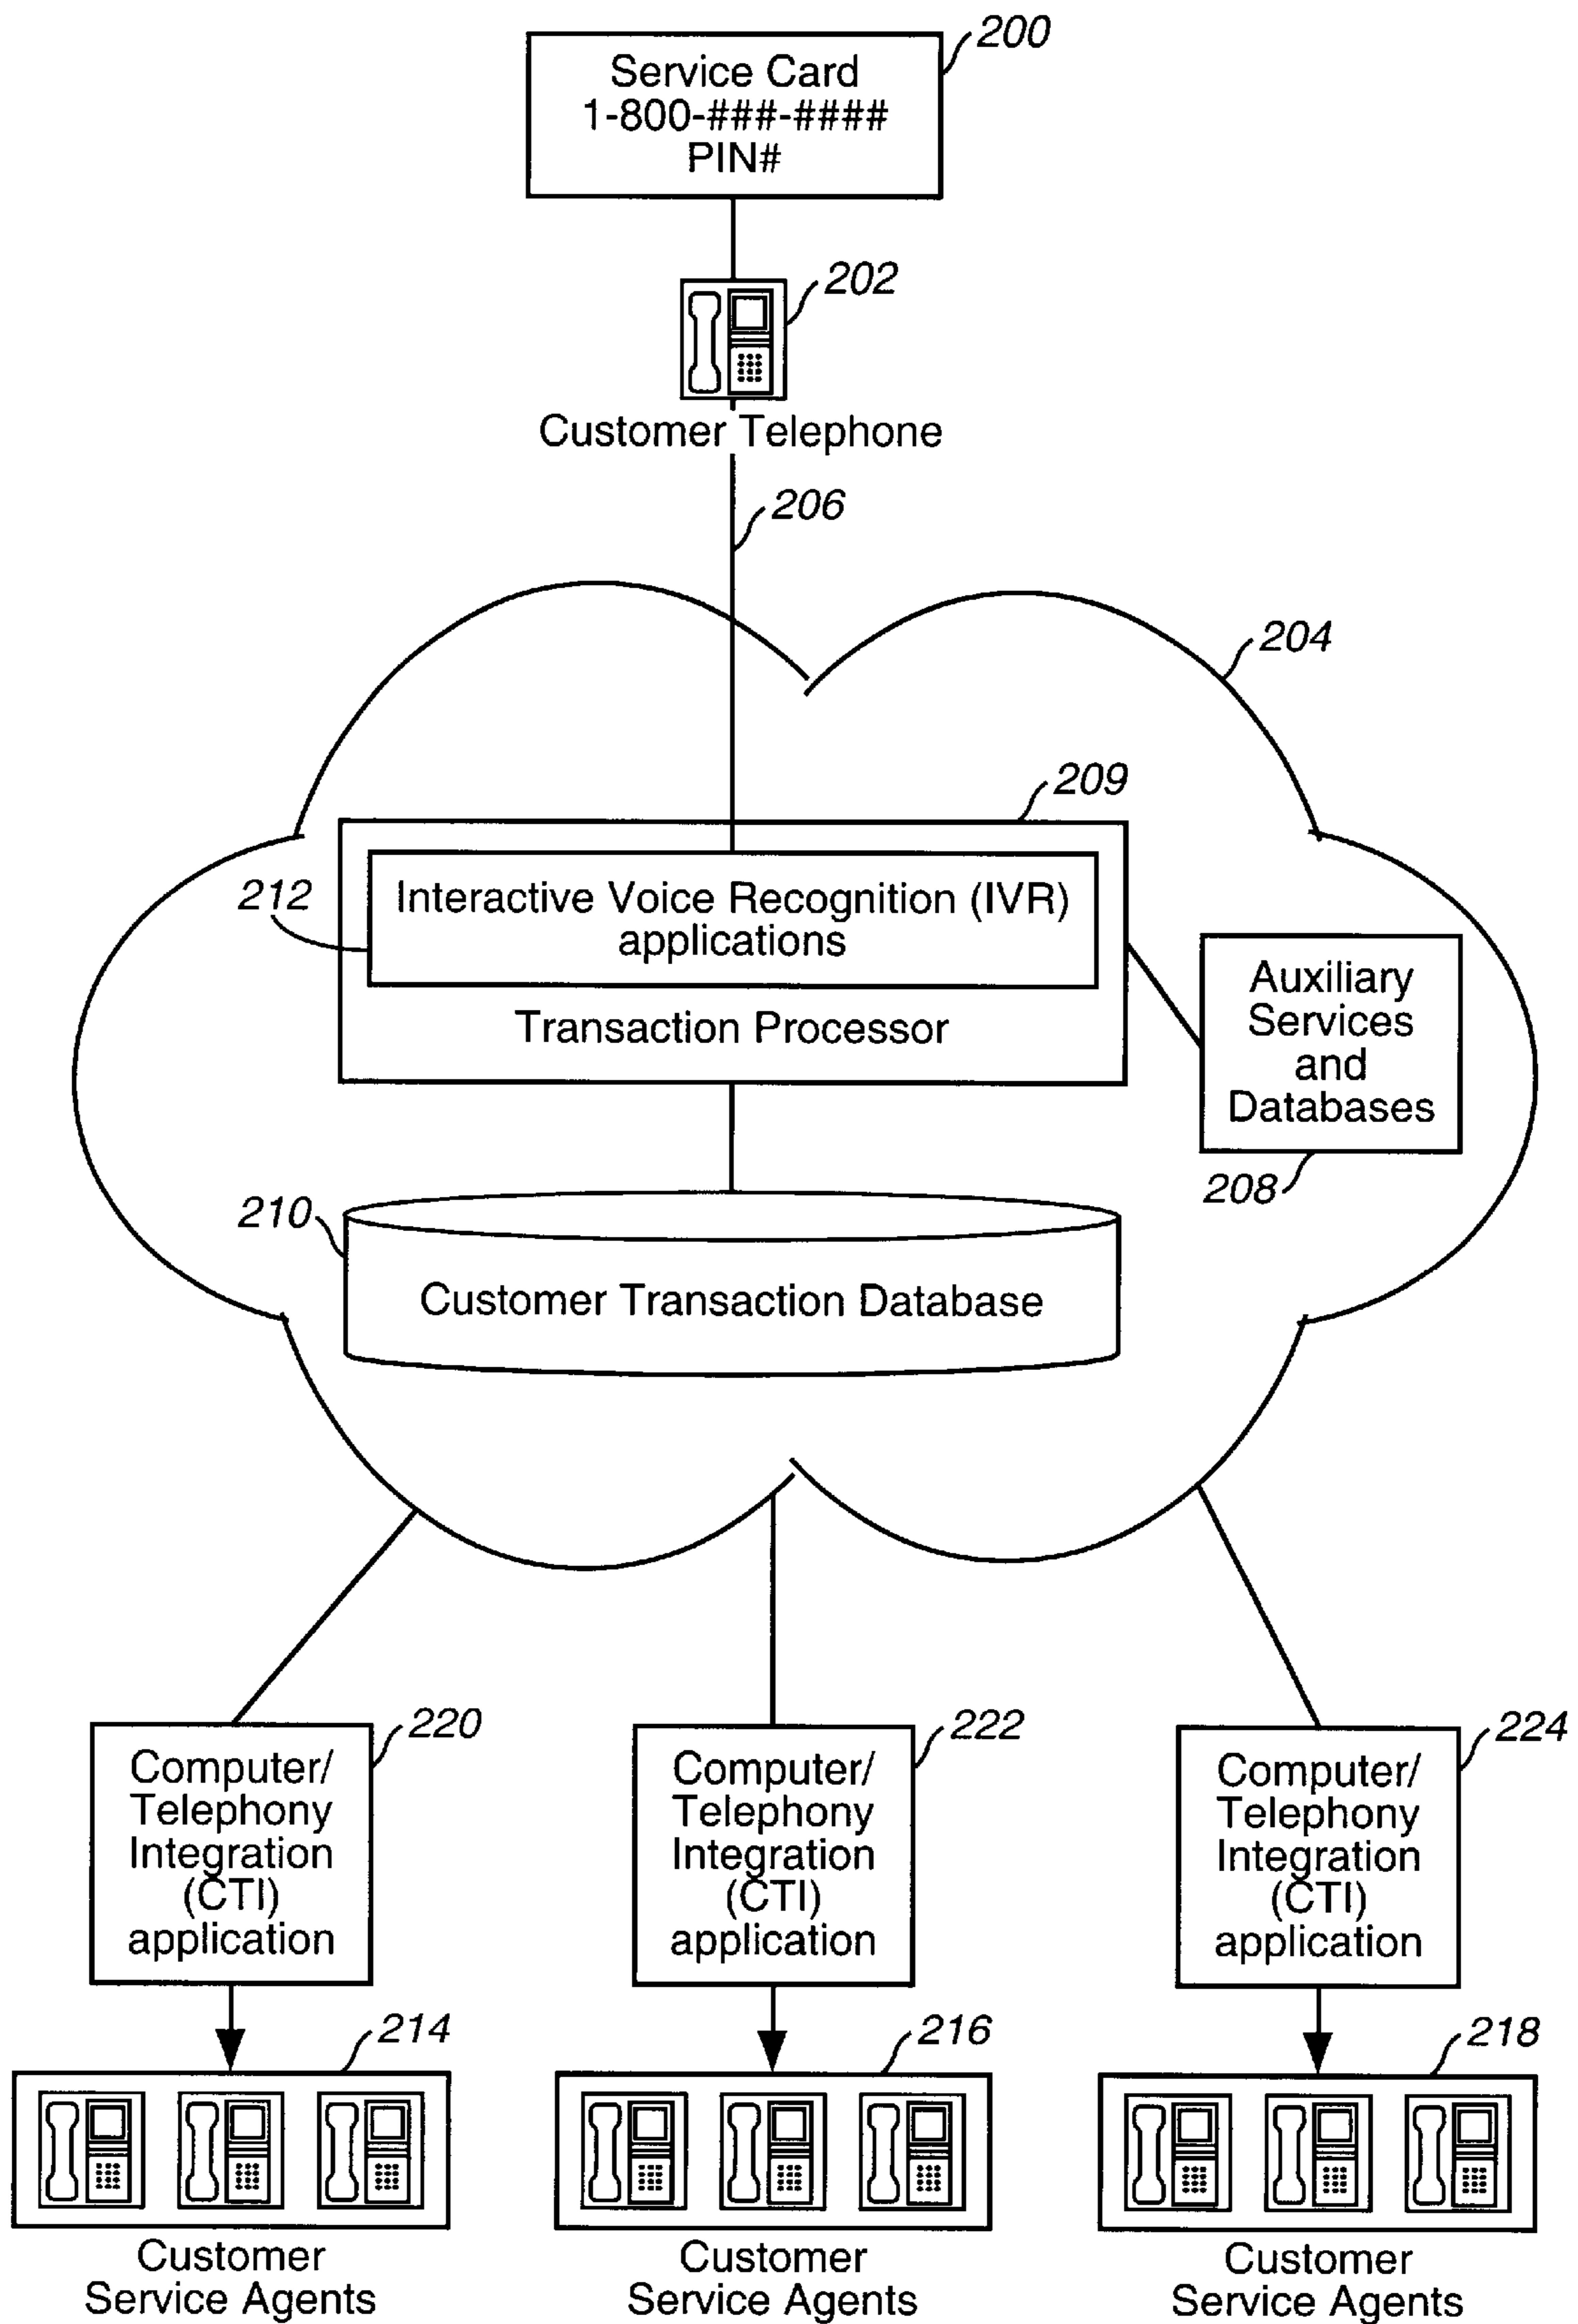 200
Service Card
1-800-###-####
PIN#
202
Customer Telephone
206
204
209
212
Interactive Voice Recognition (IVR)
applications
Transaction Processor
Auxiliary
Services
and
Databases
208
210
Customer Transaction Database
220
Computer/
Telephony
Integration
(CTI)
application
222
Computer/
Telephony
Integration
(CTI)
application
224
Computer/
Telephony
Integration
(CTI)
application
214
Customer
Service Agents
216
Customer
Service Agents
218
Customer
Service Agents